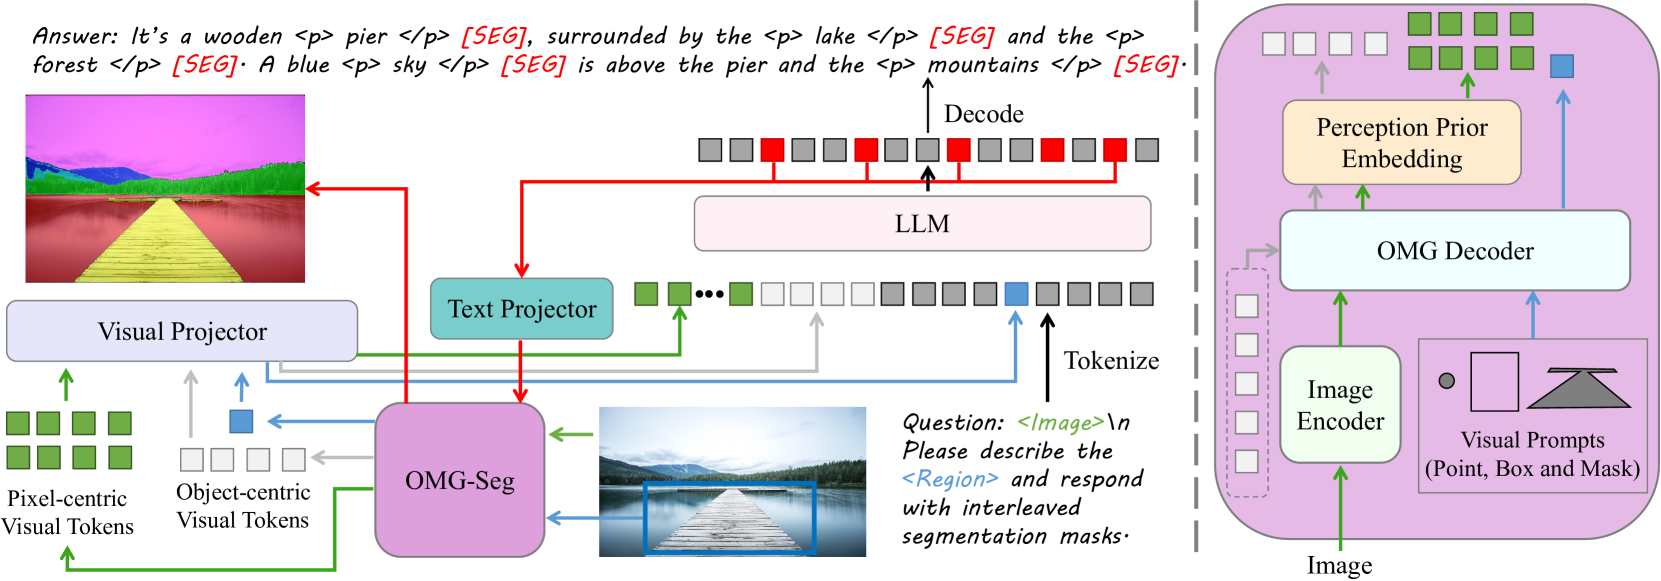 Answer: It's a wooden <p> pier </p> [SEG], surrounded by the <p> lake </p> [SEG] and the <p>
forest </p> [SEG]. A blue <p> sky </p> [SEG] is above the pier and the <p> mountains </p> [SEG].
Decode
LLM
Text Projector
Visual Projector
Tokenize
OMG-Seg
Pixel-centric
Visual Tokens
Object-centric
Visual Tokens
Question: <Image>\n
Please describe the
<Region> and respond
with interleaved
segmentation masks.
Perception Prior
Embedding
OMG Decoder
Image
Encoder
Visual Prompts
(Point, Box and Mask)
Image